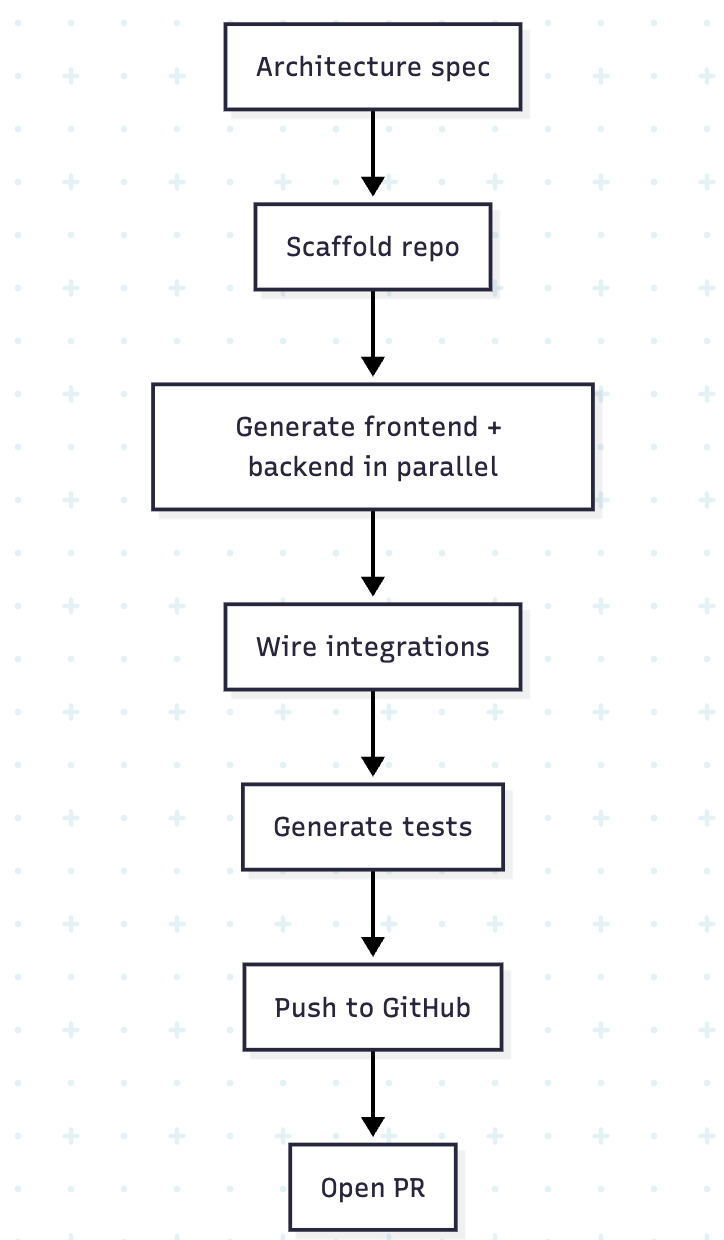 Architecture spec
Scaffold repo
Generate frontend +
backend in parallel
Wire integrations
Generate tests
Push to GitHub
Open PR